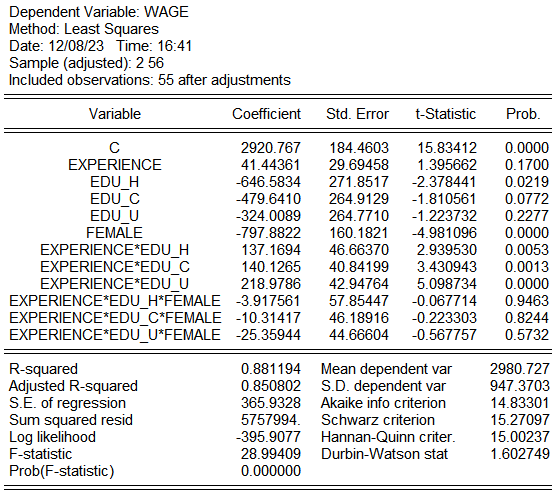 Dependent Variable: WAGE
Method: Least Squares
Date: 12/08/23 Time: 16:41
Sample (adjusted): 2 56
Included observations: 55 after adjustments
Variable Coefficient Std. Error t-Statistic Prob.
C 2920.767 184.4603 15.83412 0.0000
EXPERIENCE 41.44361 29.69458 1.395662 0.1700
EDU_H -646.5834 271.8517 -2.378441 0.0219
EDU_C -479.6410 264.9129 -1.810561 0.0772
EDU_U -324.0089 264.7710 -1.223732 0.2277
FEMALE -797.8822 160.1821 -4.981096 0.0000
EXPERIENCE*EDU_H 137.1694 46.66370 2.939530 0.0053
EXPERIENCE*EDU_C 140.1265 40.84199 3.430943 0.0013
EXPERIENCE*EDU_U 218.9786 42.94764 5.098734 0.0000
EXPERIENCE*EDU_H*FEMALE -3.917561 57.85447 -0.067714 0.9463
EXPERIENCE*EDU_C*FEMALE -10.31417 46.18916 -0.223303 0.8244
EXPERIENCE*EDU_U*FEMALE -25.35944 44.66604 -0.567757 0.5732
R-squared 0.881194 Mean dependent var 2980.727
Adjusted R-squared 0.850802 S.D. dependent var 947.3703
S.E. of regression 365.9328 Akaike info criterion 14.83301
Sum squared resid 5757994. Schwarz criterion 15.27097
Log likelihood -395.9077 Hannan-Quinn criter. 15.00237
F-statistic 28.99409 Durbin-Watson stat 1.602749
Prob(F-statistic) 0.000000